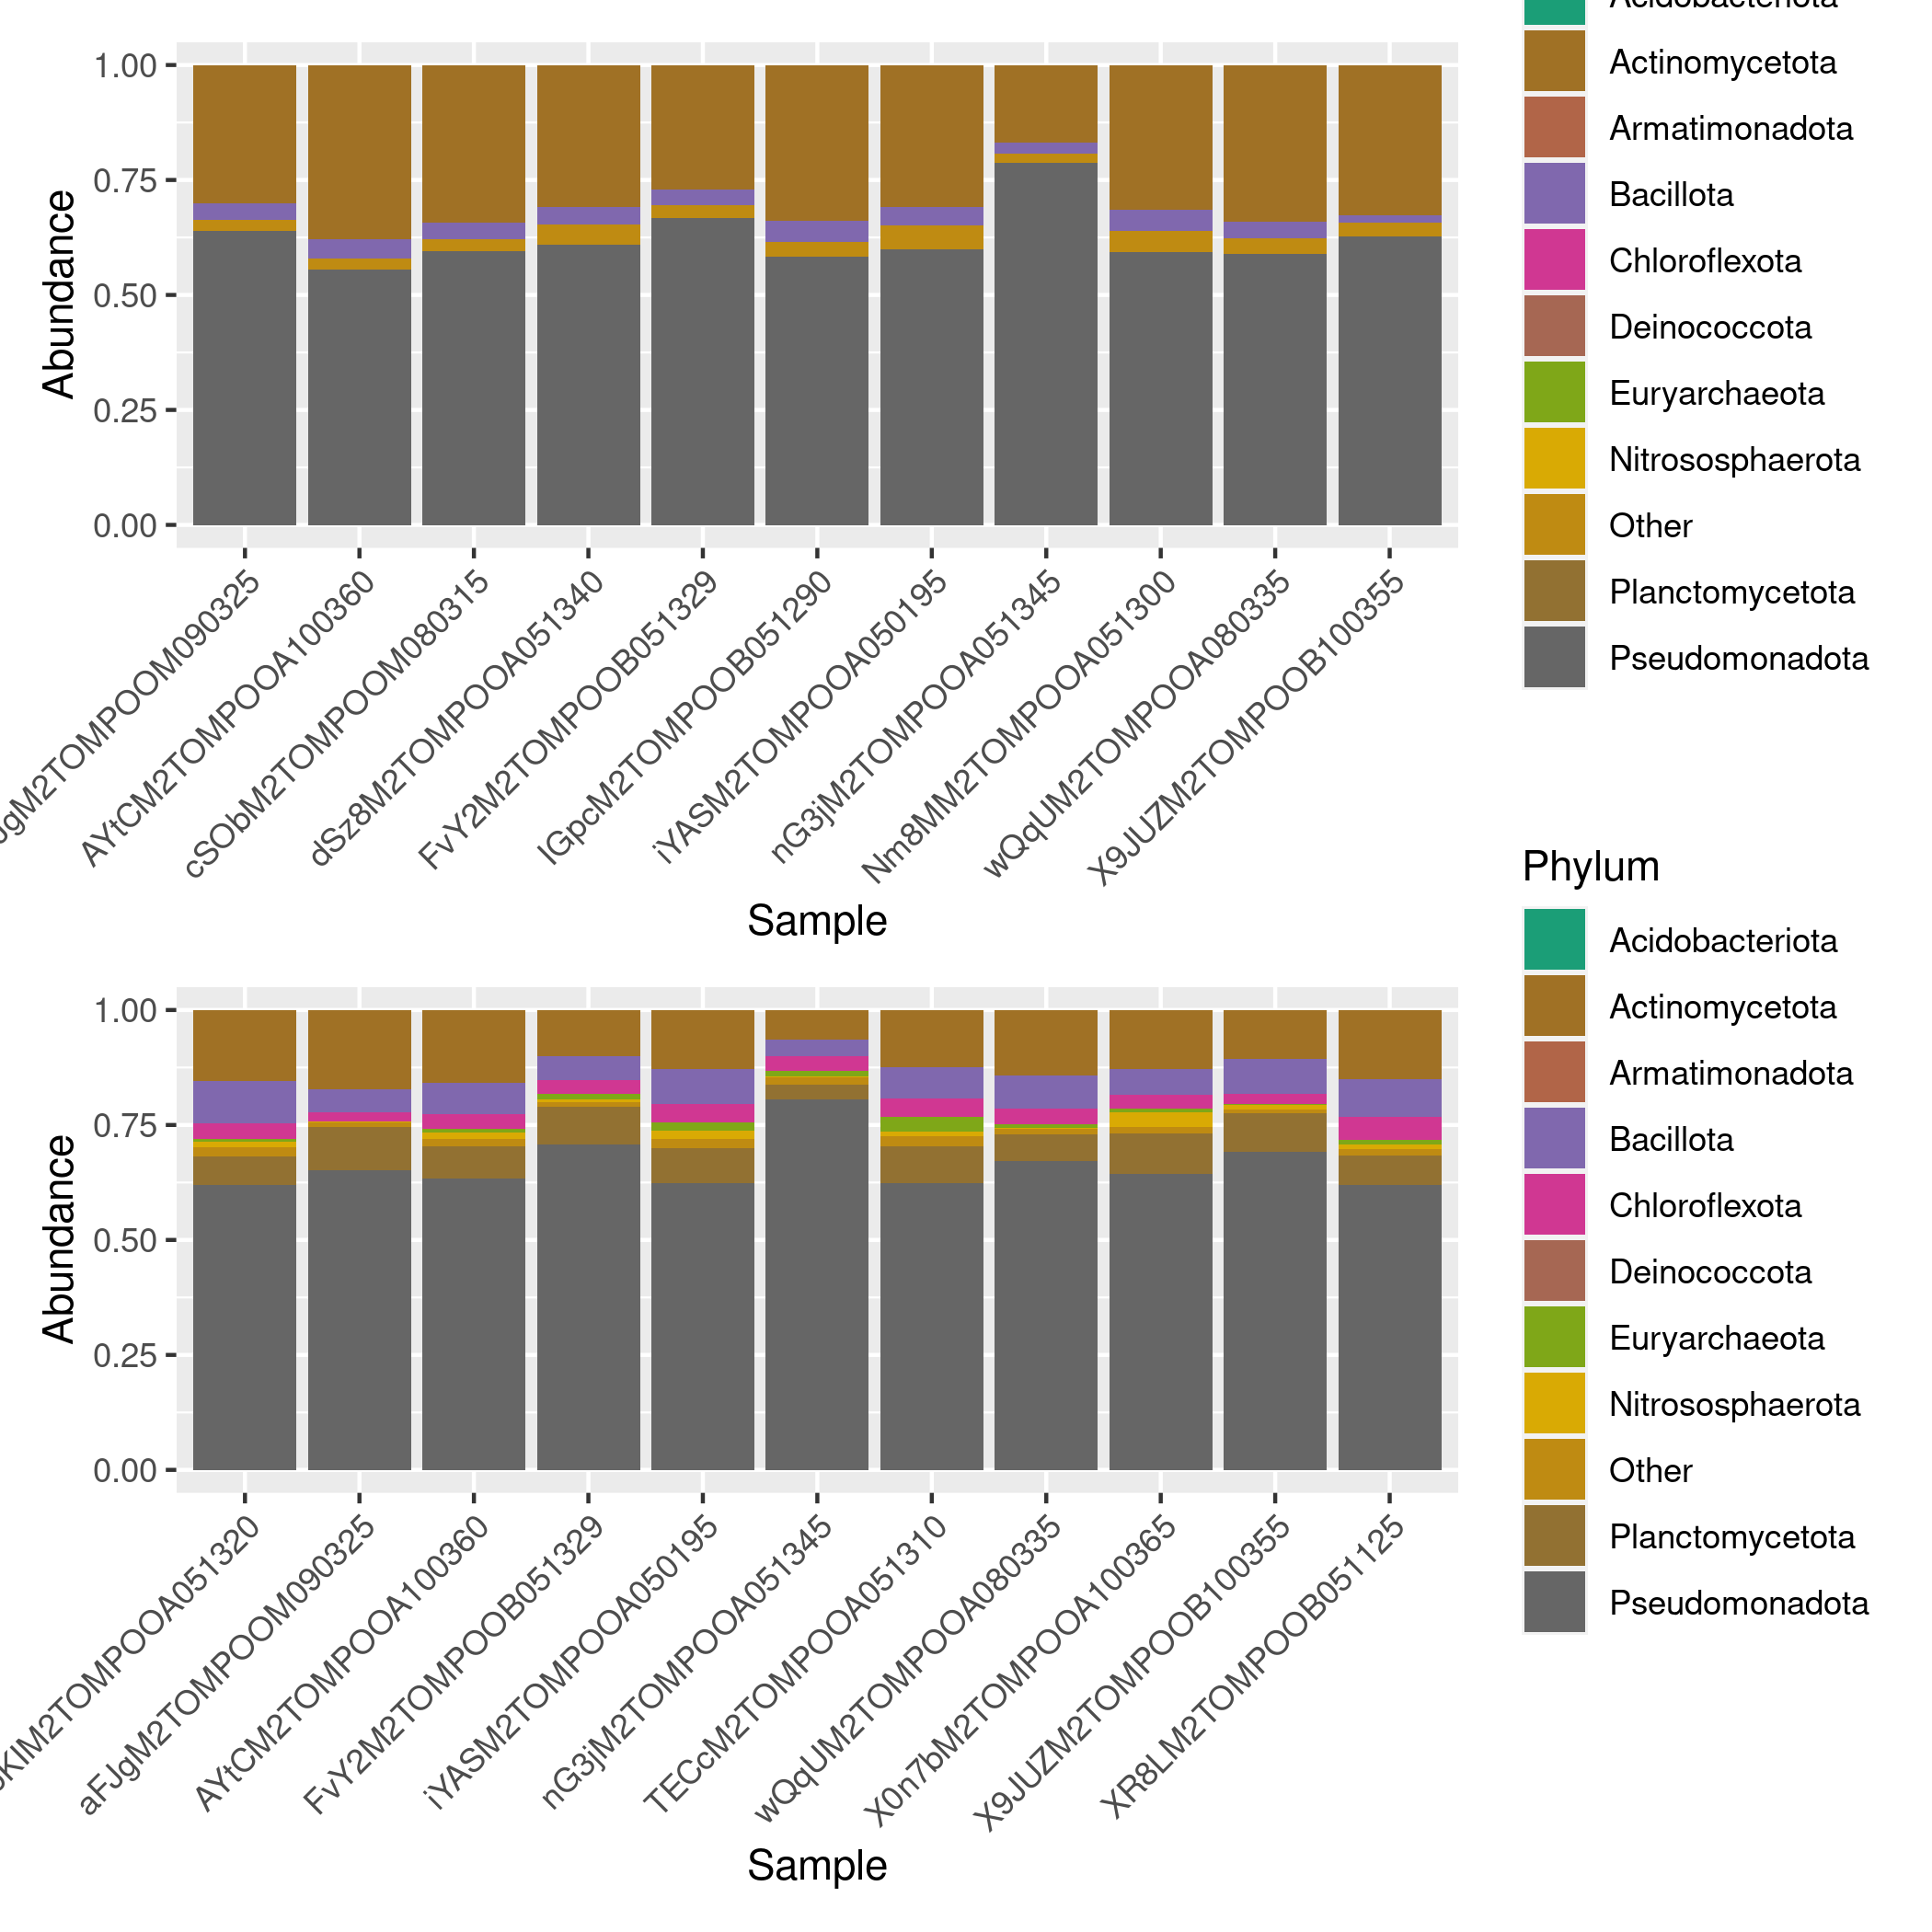 Acidobacteriota
1.00
0.75
0.50
0.25
0.00
Abundance
JgM2TOMPOOM090325
AYtCM2TOMPOOA100360
cSObM2TOMPOOM080315
dSz8M2TOMPOOA051340
FvY2M2TOMPOOB051329
IGpcM2TOMPOOB051290
iYASM2TOMPOOA050195
nG3jM2TOMPOOA051345
Nm8MM2TOMPOOA051300
wQqUM2TOMPOOA080335
X9JUZM2TOMPOOB100355
Sample
Actinomycetota
Armatimonadota
Bacillota
Chloroflexota
Deinococcota
Euryarchaeota
Nitrososphaerota
Other
Planctomycetota
Pseudomonadota
1.00
0.75
0.50
0.25
0.00
Abundance
KIM2TOMPOOA051320
aFJgM2TOMPOOM090325
AYtCM2TOMPOOA100360
FvY2M2TOMPOOB051329
iYASM2TOMPOOA050195
nG3jM2TOMPOOA051345
TECcM2TOMPOOA051310
wQqUM2TOMPOOA080335
X0n7bM2TOMPOOA100365
X9JUZM2TOMPOOB100355
XR8LM2TOMPOOB051125
Sample
Phylum
Acidobacteriota
Actinomycetota
Armatimonadota
Bacillota
Chloroflexota
Deinococcota
Euryarchaeota
Nitrososphaerota
Other
Planctomycetota
Pseudomonadota